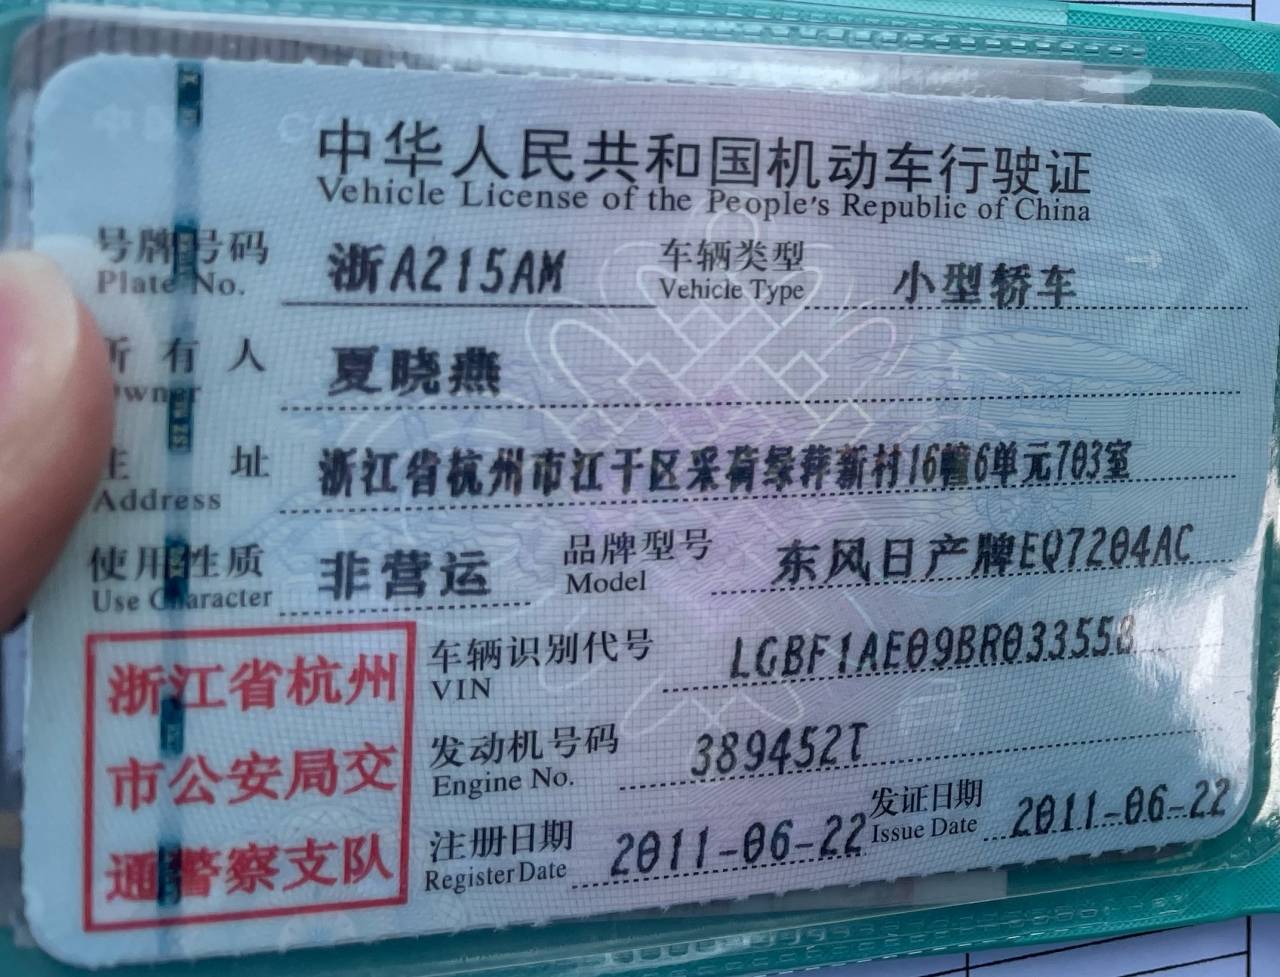 中华人民共和国机动车行驶证
Vehicle License of the People's Republic of China
号牌号码 浙A215AM 车辆类型 小型轿车
Plate No. Vehicle Type
所有人 夏晓燕
Owner
住址 浙江省杭州市江干区采荷绿萍新村16幢6单元703室
Address
使用性质 非营运 品牌型号 东风日产牌EQ7204AC
Use Character Model
车辆识别代号 LGBF1AE09BR033558
VIN
发动机号码 389452T
Engine No.
注册日期 2011-06-22 发证日期 2011-06-22
Register Date Issue Date
浙江省杭州
市公安局交
通警察支队